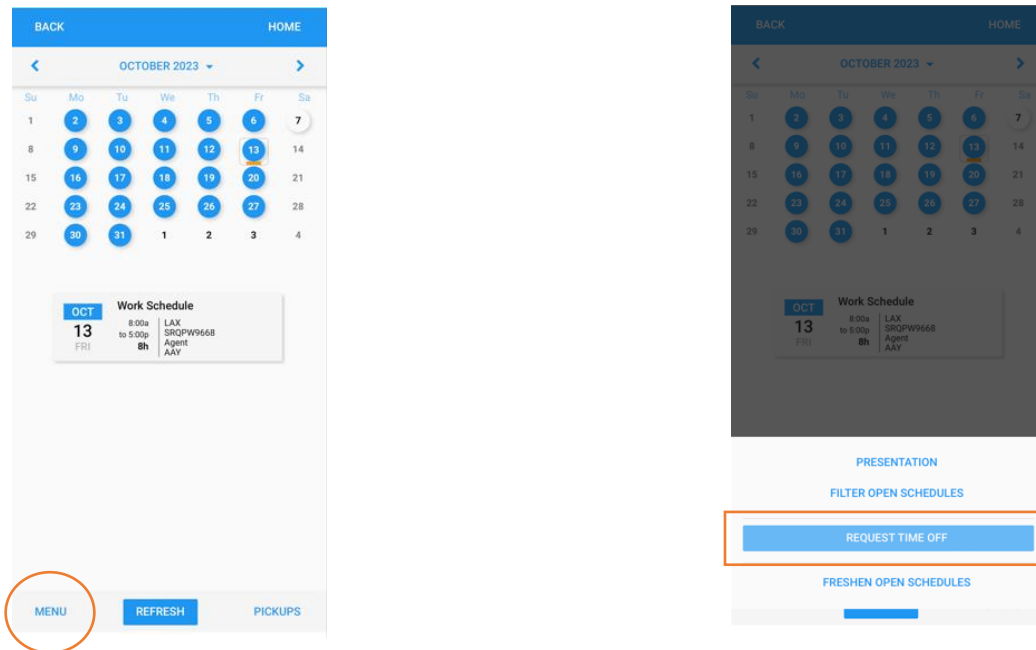 BACK HOME
OCTOBER 2023
Su Mo Tu We Th Fr Sa
1 2 3 4 5 6 7
8 9 10 11 12 13 14
15 16 17 18 19 20 21
22 23 24 25 26 27 28
29 30 31 1 2 3 4
OCT
13
FRI
Work Schedule
8:00a
to 5:00p
8h
LAX
SRQPW9668
Agent
AAY
MENU REFRESH PICKUPS
BACK HOME
OCTOBER 2023
Su Mo Tu We Th Fr Sa
1 2 3 4 5 6 7
8 9 10 11 12 13 14
15 16 17 18 19 20 21
22 23 24 25 26 27 28
29 30 31 1 2 3 4
OCT
13
FRI
Work Schedule
8:00a
to 5:00p
8h
LAX
SRQPW9668
Agent
AAY
PRESENTATION
FILTER OPEN SCHEDULES
REQUEST TIME OFF
FRESHEN OPEN SCHEDULES